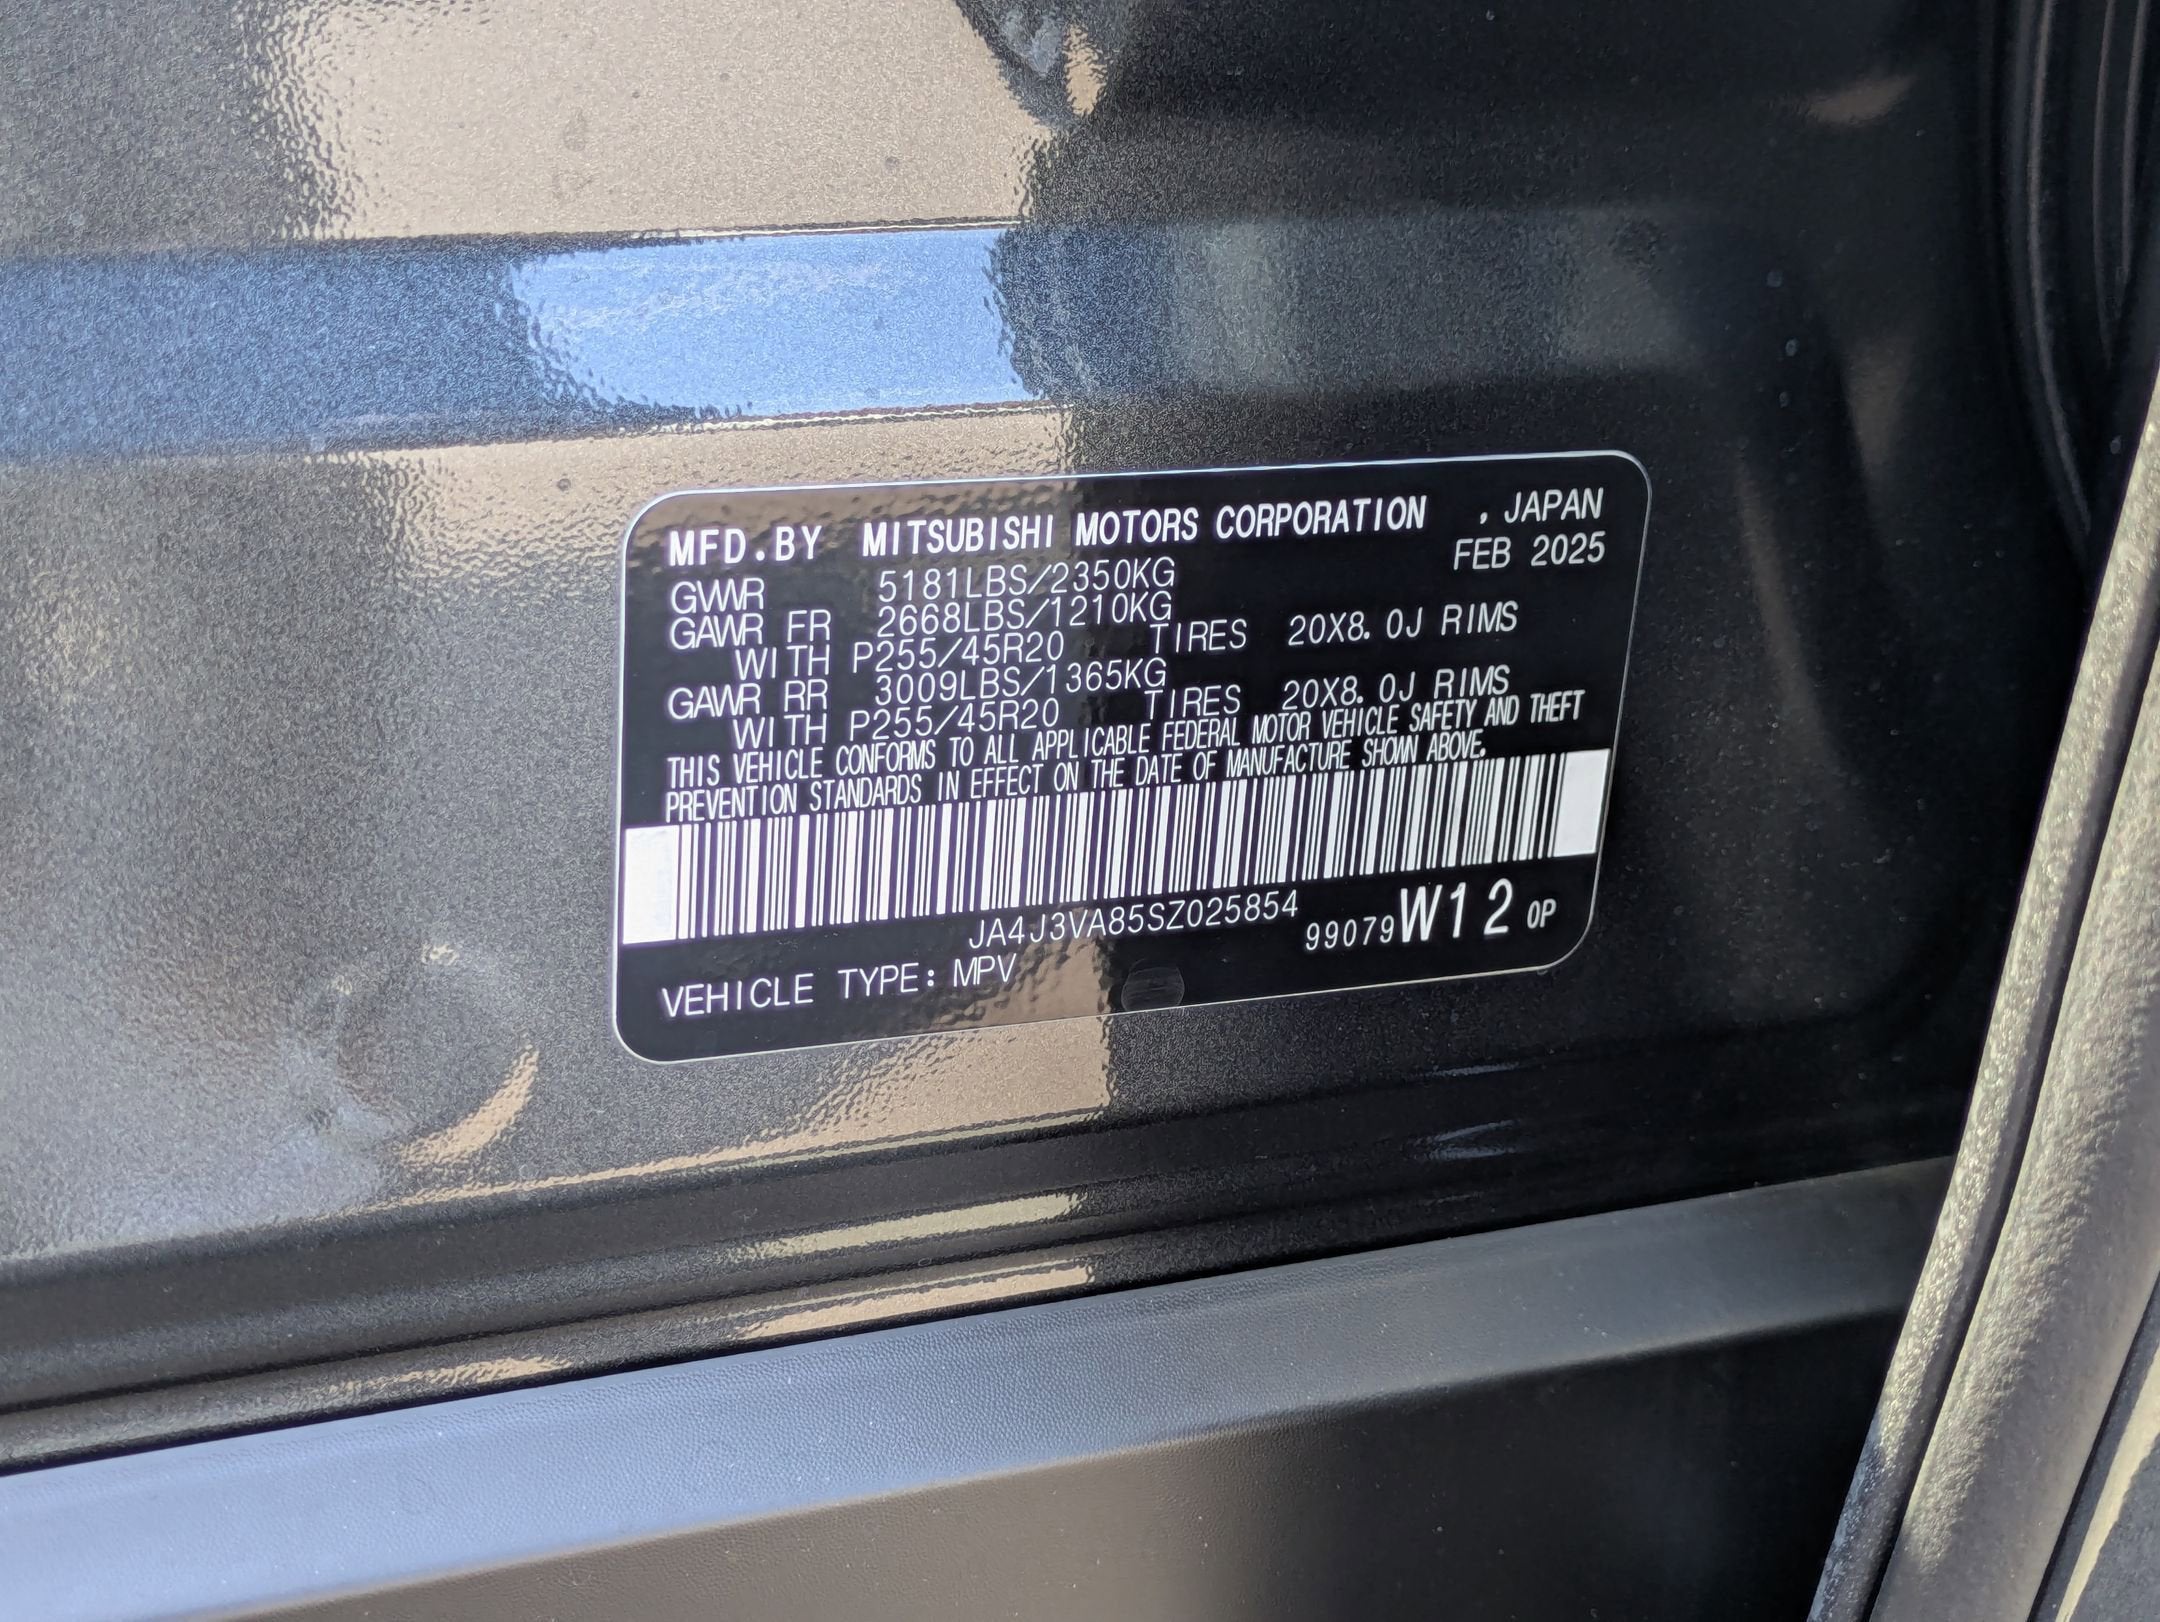 MFD.BY MITSUBISHI MOTORS CORPORATION , JAPAN
FEB 2025
GWWR 5181LBS/2350KG
GAWR FR 2668LBS/1210KG
WITH P255/45R20 TIRES 20X8.0J RIMS
GAWR RR 3009LBS/1365KG
WITH P255/45R20 TIRES 20X8.0J RIMS
THIS VEHICLE CONFORMS TO ALL APPLICABLE FEDERAL MOTOR VEHICLE SAFETY AND THEFT
PREVENTION STANDARDS IN EFFECT ON THE DATE OF MANUFACTURE SHOWN ABOVE.
JA4J3VA85SZ025854
99079 W12 0P
VEHICLE TYPE: MPV